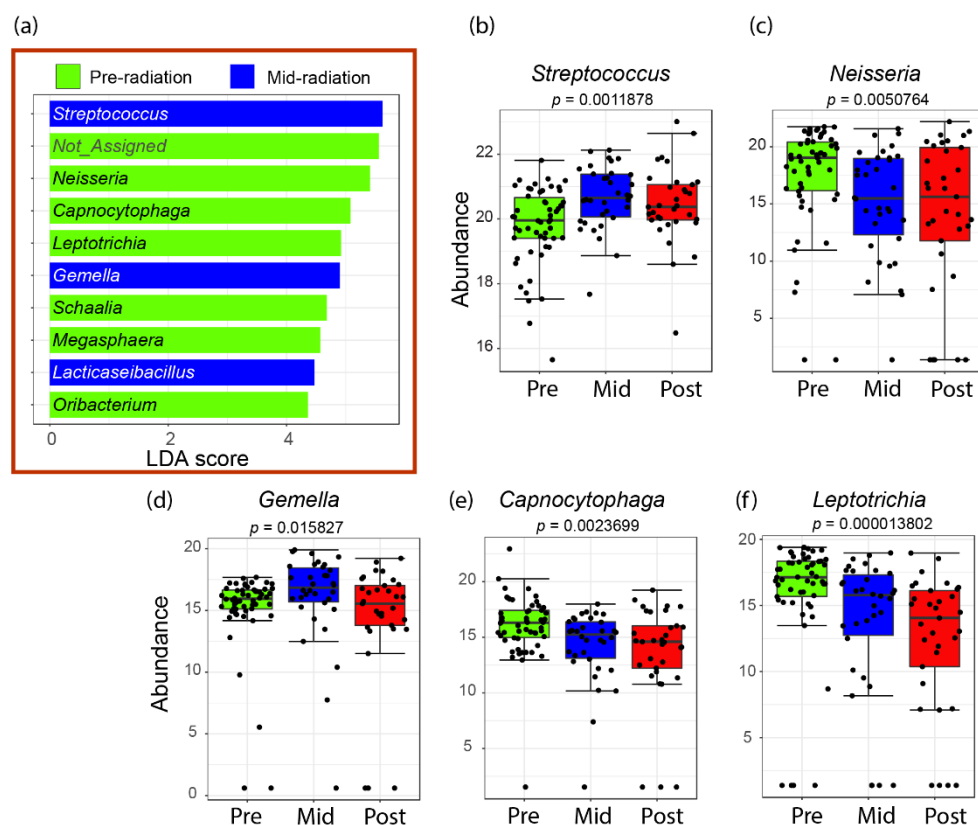 (a)
Pre-radiation Mid-radiation
Streptococcus
Not_Assigned
Neisseria
Capnocytophaga
Leptotrichia
Gemella
Schaalia
Megasphaera
Lacticaseibacillus
Oribacterium
0 2 4
LDA score
(b)
Streptococcus
p = 0.0011878
Abundance
22
20
18
16
Pre Mid Post
(c)
Neisseria
p = 0.0050764
20
15
10
5
Pre Mid Post
(d)
Gemella
p = 0.015827
Abundance
20
15
10
5
0
Pre Mid Post
(e)
Capnocytophaga
p = 0.0023699
20
15
10
5
Pre Mid Post
(f)
Leptotrichia
p = 0.000013802
20
15
10
5
Pre Mid Post